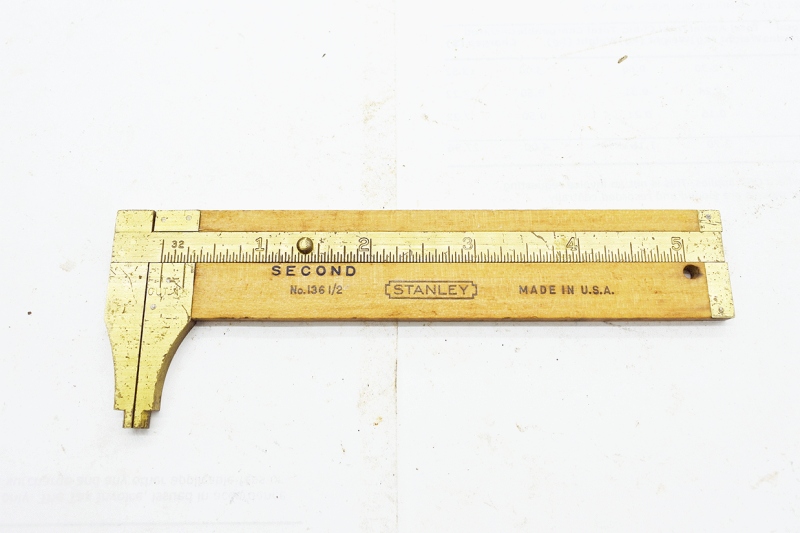 32 1 2 3 4 5
SECOND
No. 136 1/2 STANLEY MADE IN U.S.A.